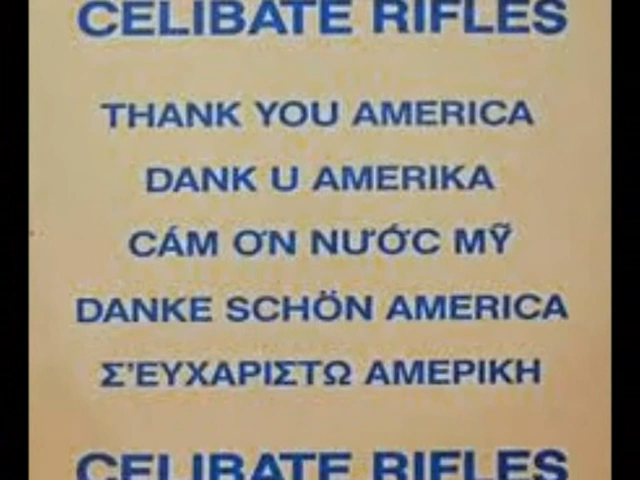 CELIBATE RIFLES
THANK YOU AMERICA
DANK U AMERIKA
CÁM ƠN NƯỚC MỸ
DANKE SCHÖN AMERICA
Σ'ΕΥΧΑΡΙΣΤΩ ΑΜΕΡΙΚΗ
CELIBATE RIFLES